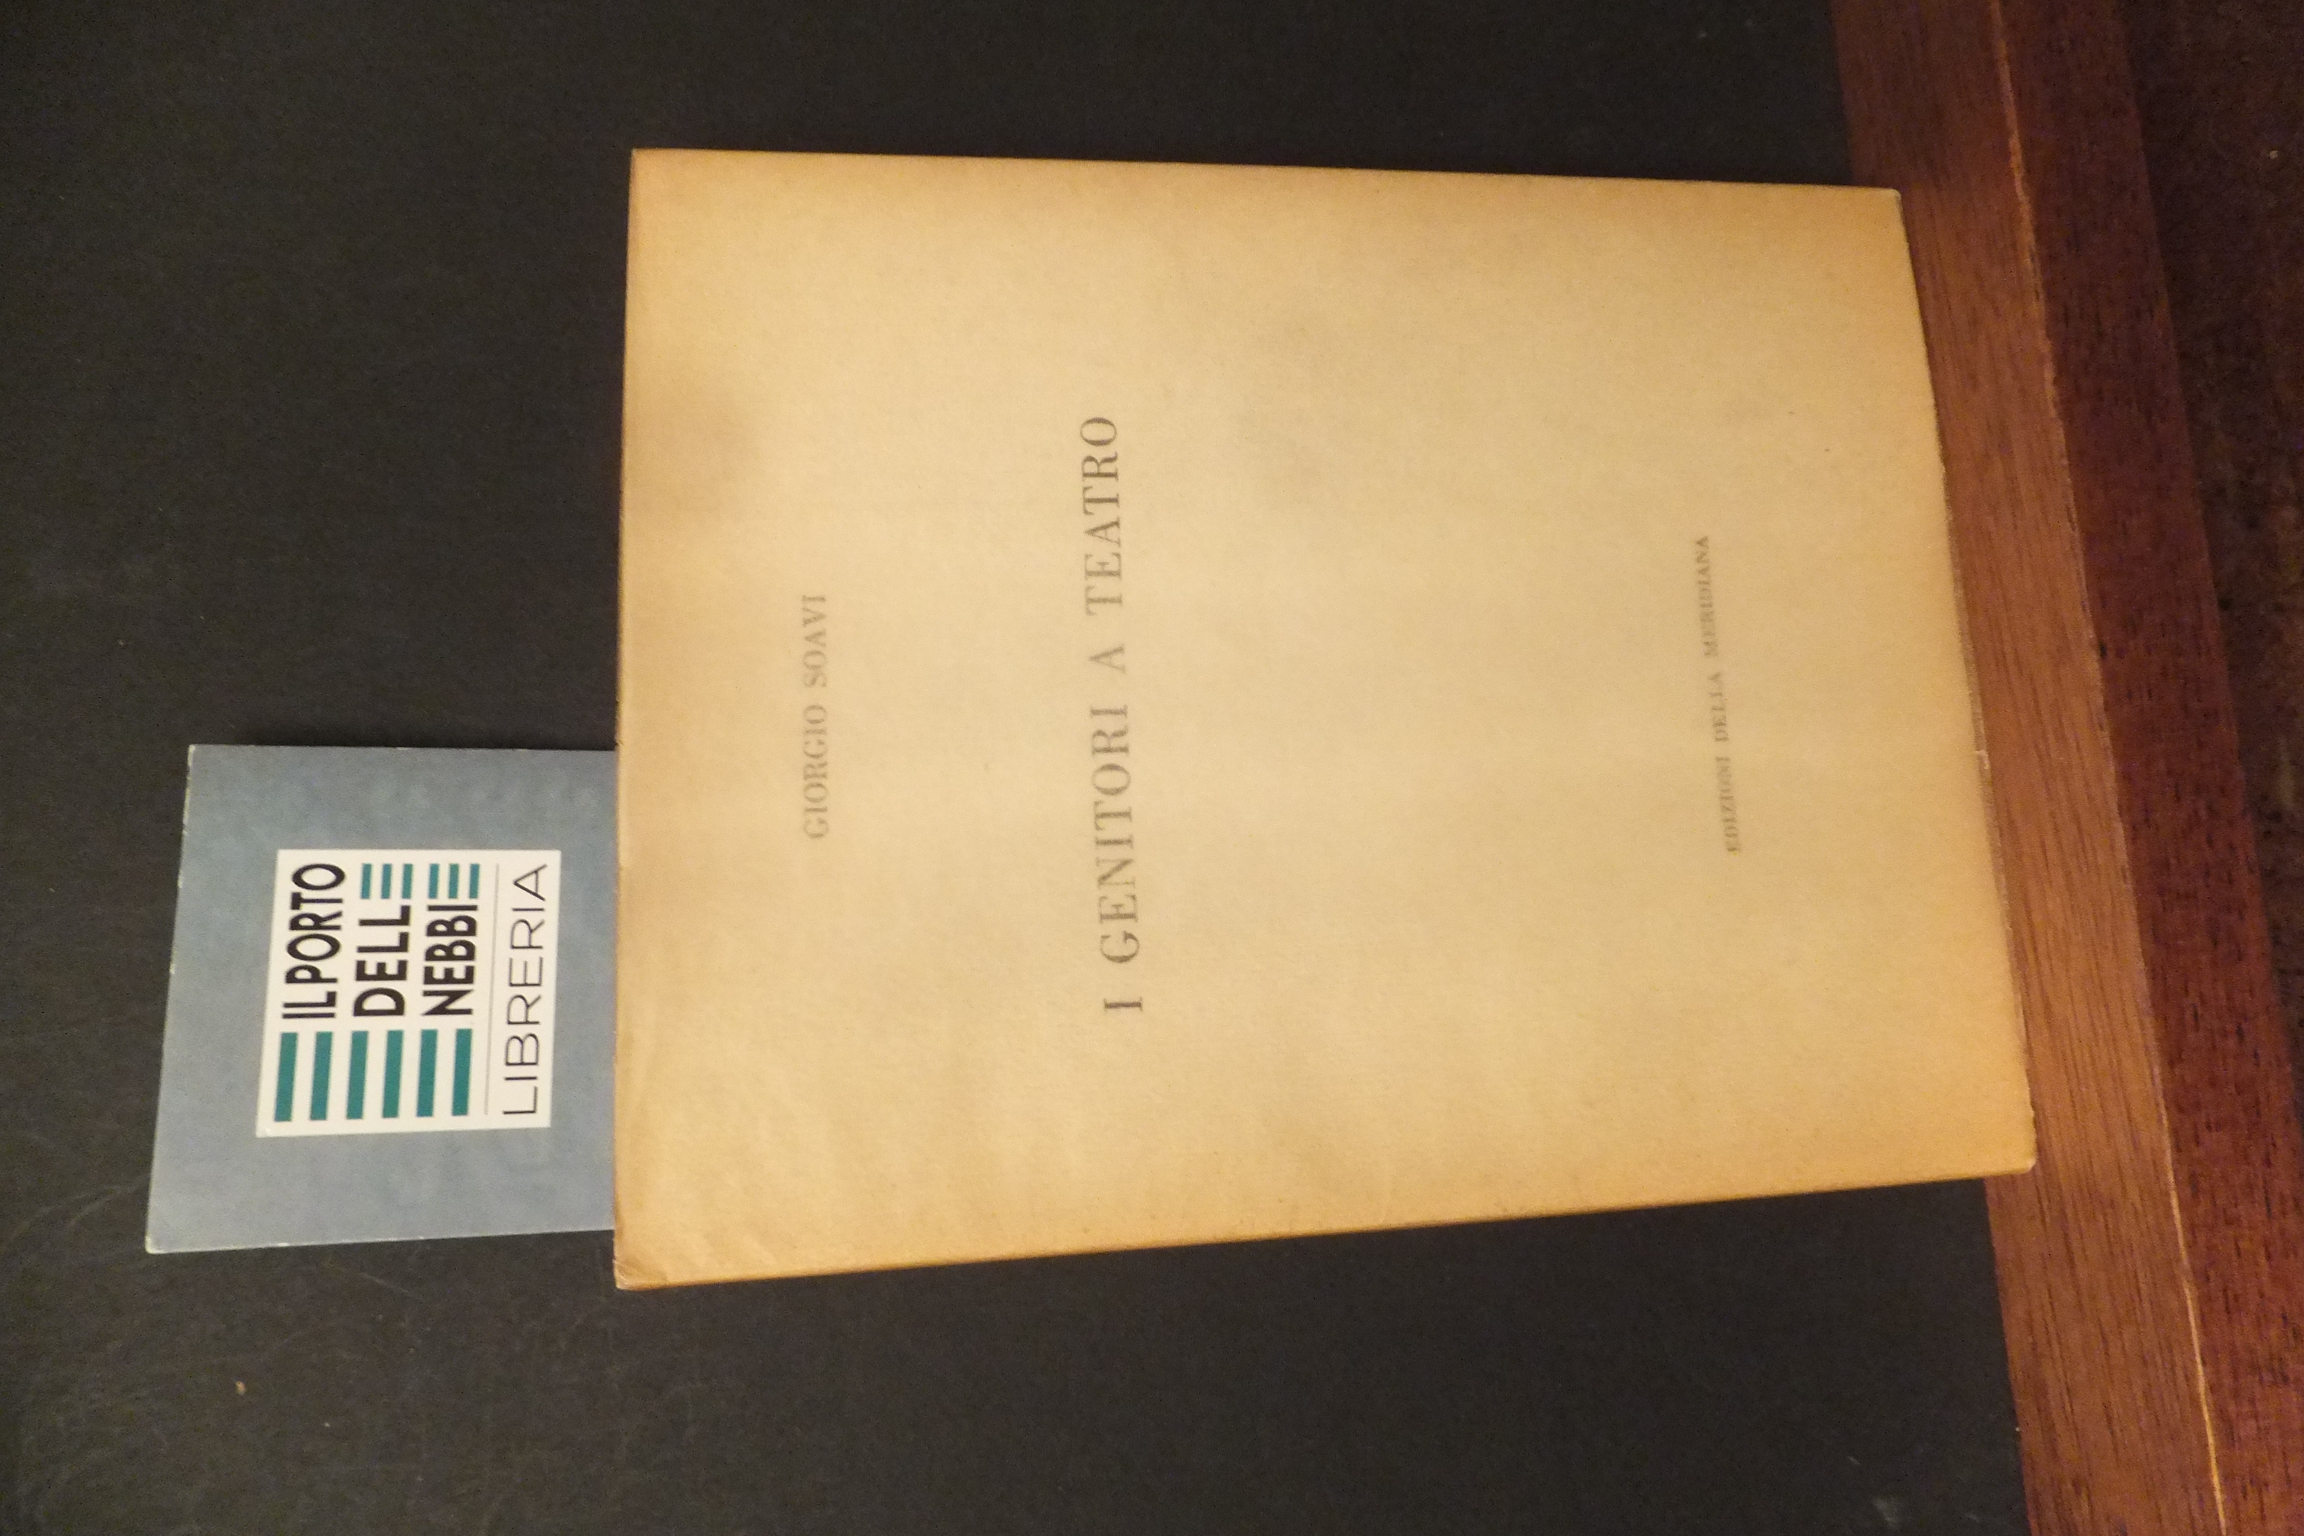 IL PORTO
DELLE
NEBBIE
LIBRERIA
GIORGIO SOAVI
I GENITORI A TEATRO
EDIZIONI DELLA MERIDIANA